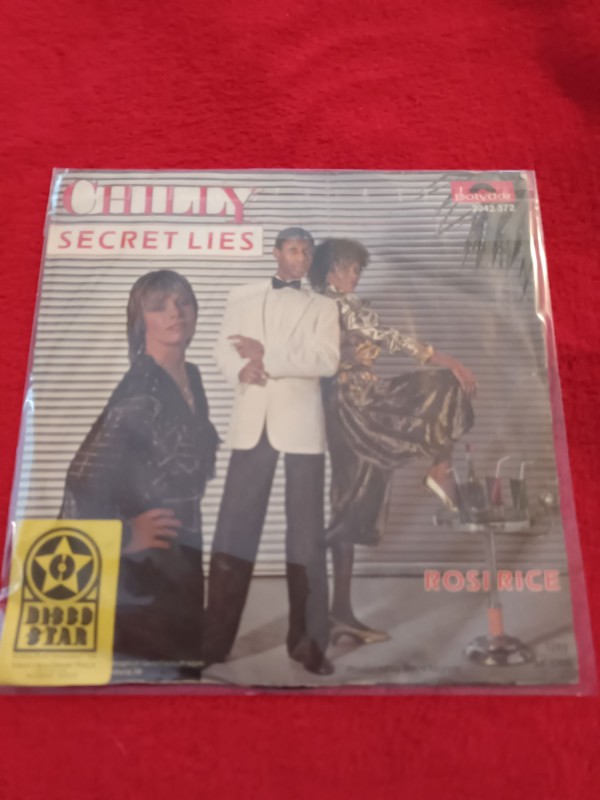 CHILLY
SECRET LIES
Polydor
2042 372
ROSI RICE
DISCO
STAR